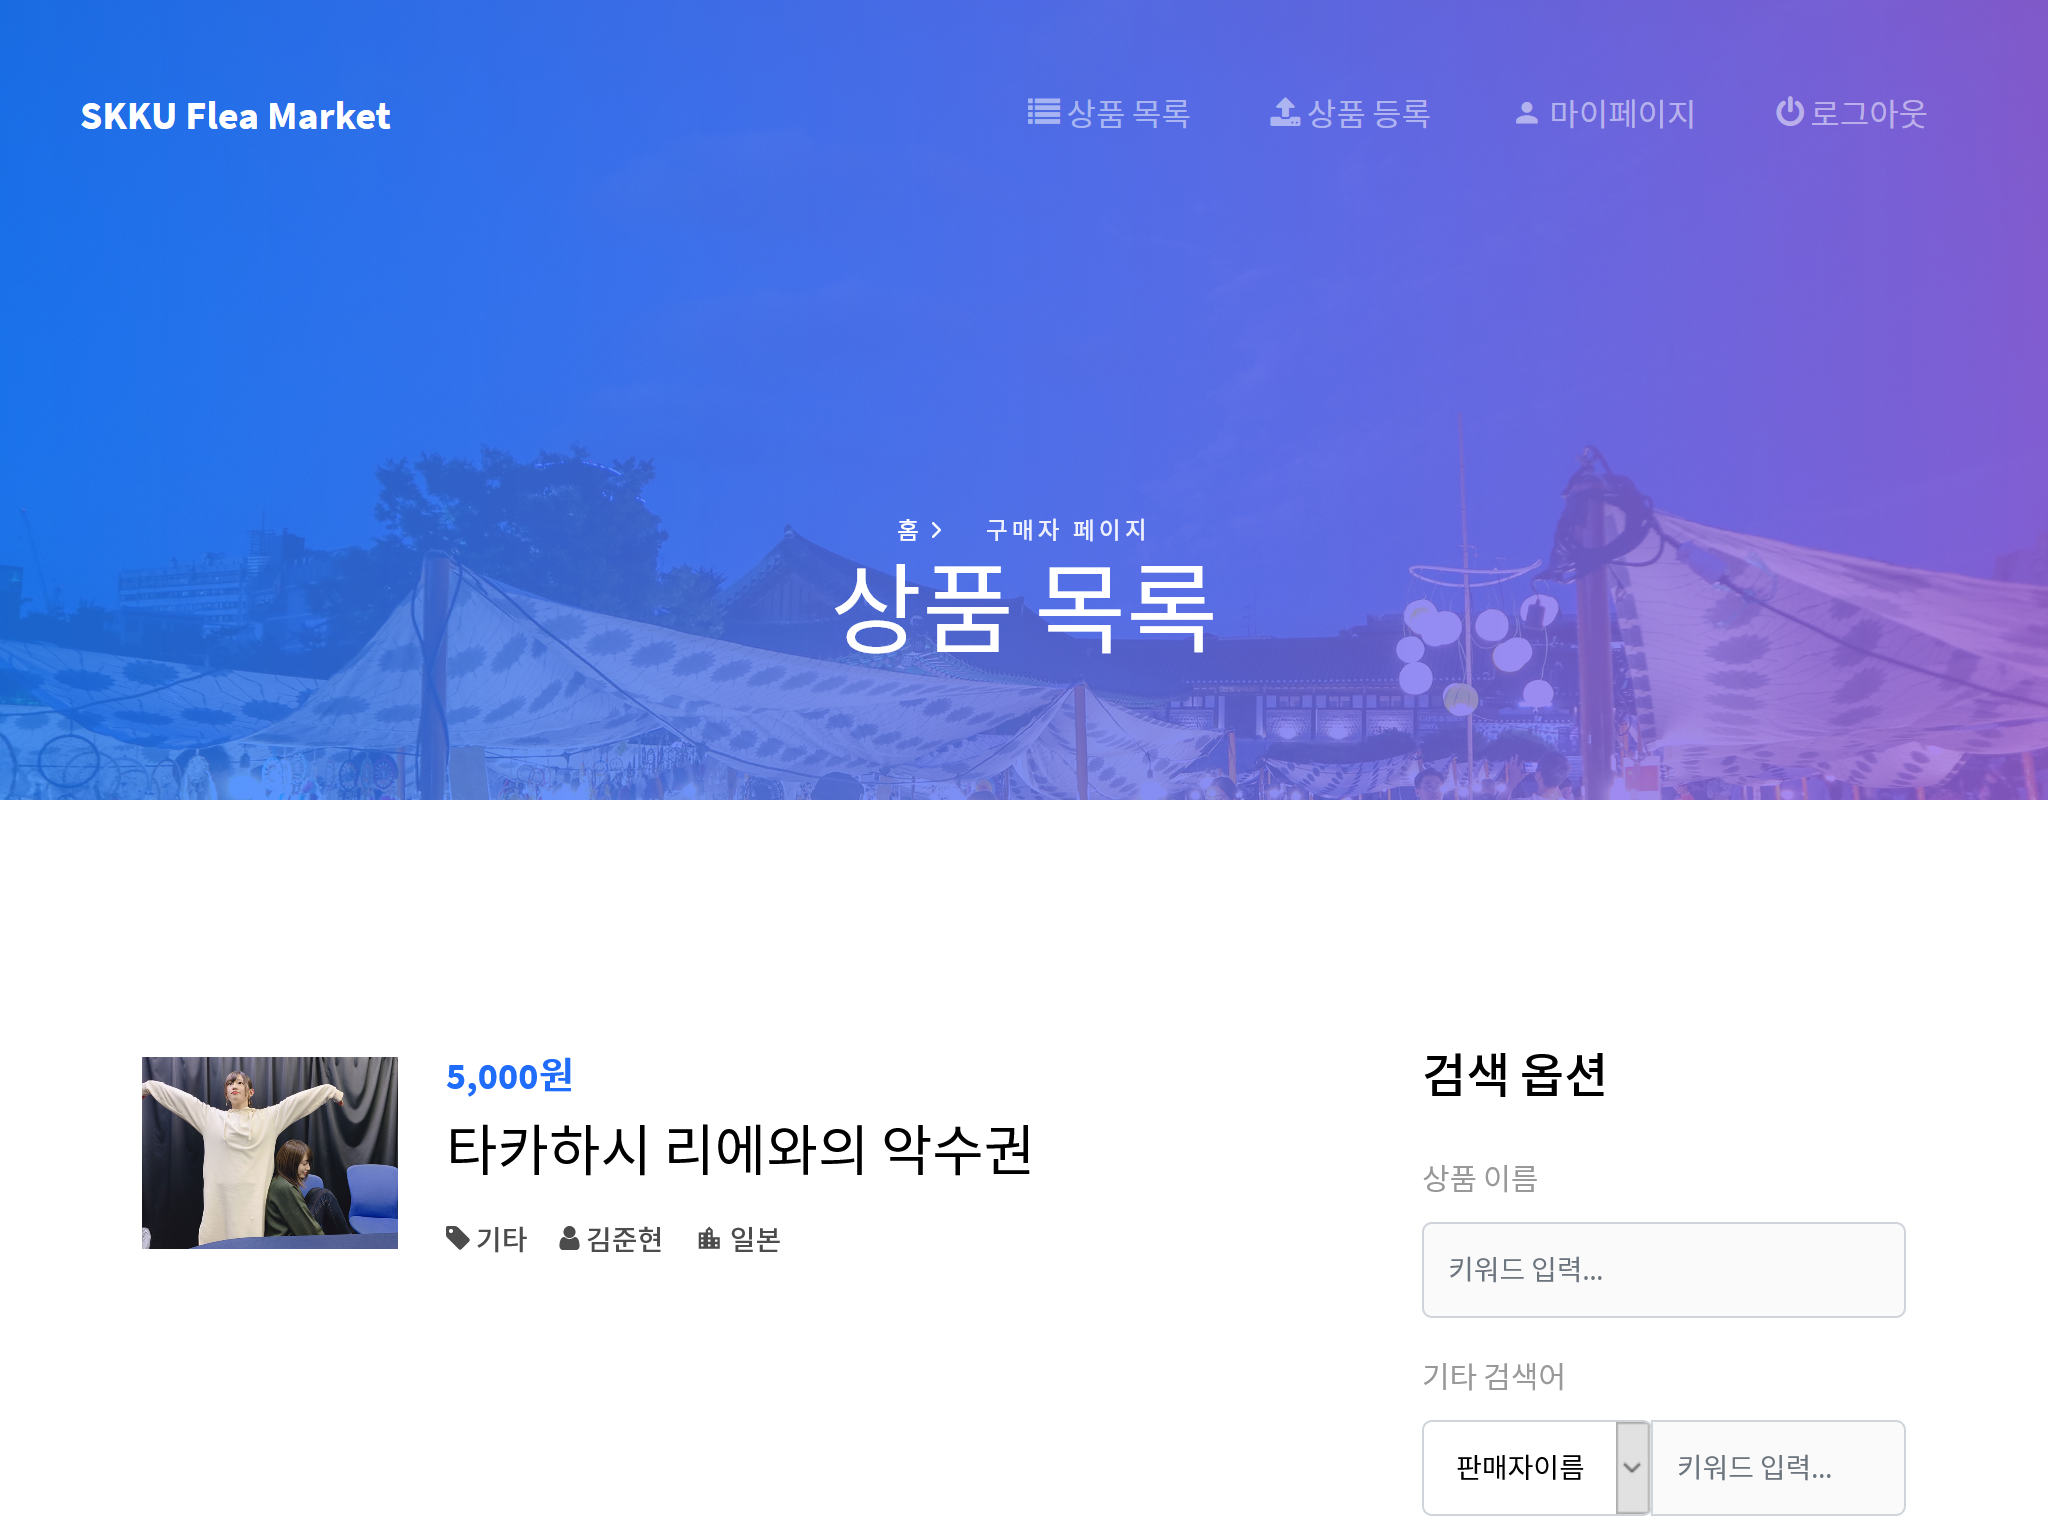 SKKU Flea Market
상품 목록
상품 등록
마이페이지
로그아웃
홈
구매자 페이지
상품 목록
5,000원
타카하시 리에와의 악수권
기타
김준현
일본
검색 옵션
상품 이름
키워드 입력...
기타 검색어
판매자이름
키워드 입력...